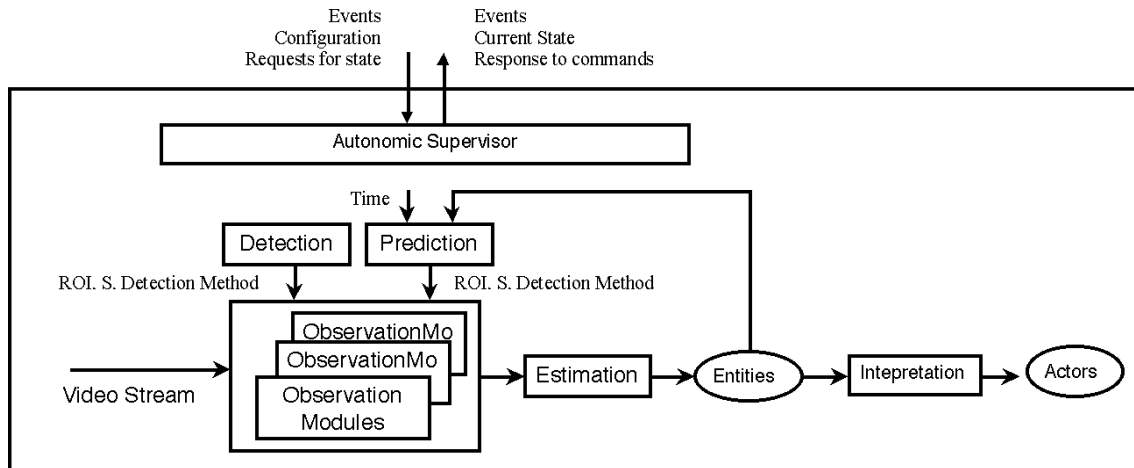 Events
Configuration
Requests for state
Events
Current State
Response to commands
Autonomic Supervisor
Time
Detection
Prediction
ROI. S. Detection Method
ROI. S. Detection Method
ObservationMo
ObservationMo
Observation
Modules
Video Stream
Estimation
Entities
Intepretation
Actors